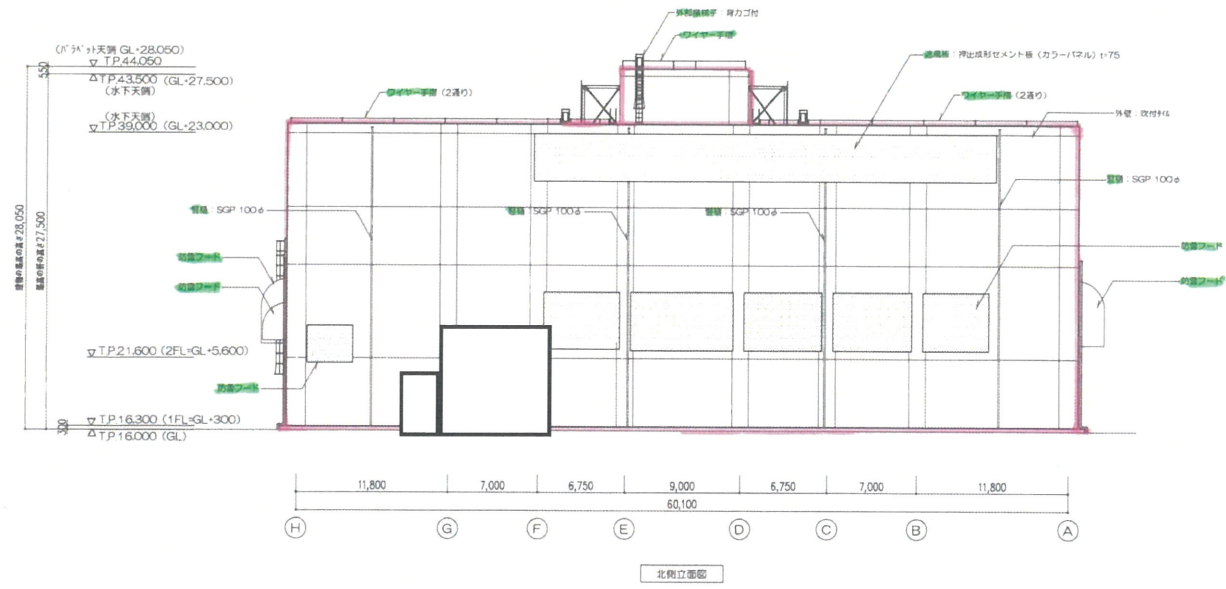 外部昇降梯子：背カゴ付
ワイヤー手摺
(パラペット天端 GL+28.050)
▽ T.P.44,050
△ T.P.43,500 (GL+27.500)
(水下天端)
(水下天端)
▽ T.P.39,000 (GL+23.000)
ワイヤー手摺 (2通り)
遮風板：押出成形セメント板 (カラーパネル) t-75
ワイヤー手摺 (2通り)
外壁：吹付タイル
竪樋：SGP 100φ
竪樋：SGP 100φ
竪樋：SGP 100φ
竪樋：SGP 100φ
防音フード
防音フード
防音フード
防音フード
防音フード
550
建物の最高の高さ28,050
最高の軒の高さ27,500
▽ T.P.21,600 (2FL=GL+5.600)
▽ T.P.16,300 (1FL=GL+300)
△ T.P.16,000 (GL)
300
11,800 7,000 6,750 9,000 6,750 7,000 11,800
60,100
H G F E D C B A
北側立面図